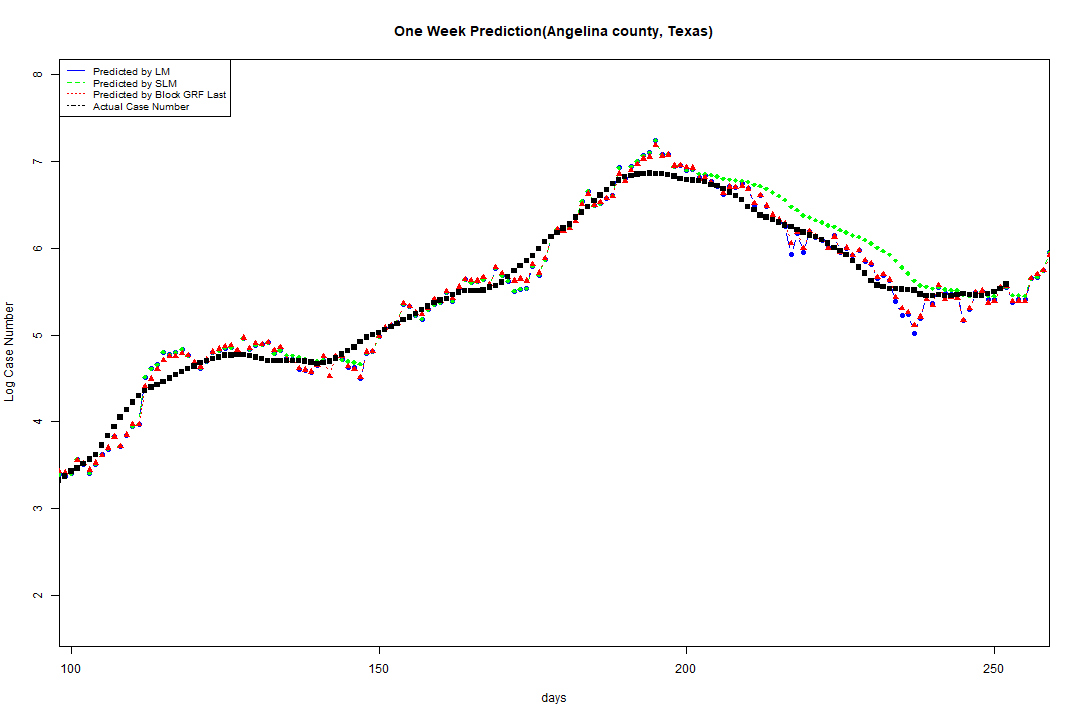 One Week Prediction(Angelina county, Texas)
Predicted by LM
Predicted by SLM
Predicted by Block GRF Last
Actual Case Number
8
7
6
5
4
3
2
Log Case Number
100 150 200 250
days